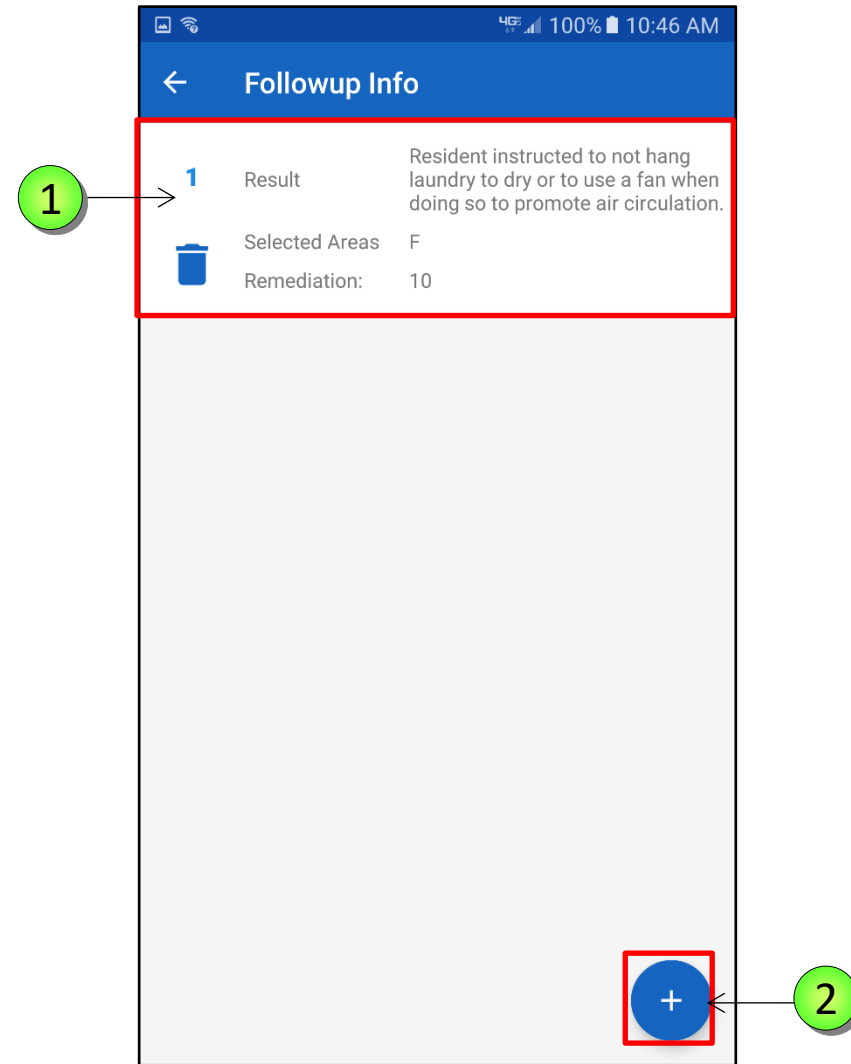 4GE 100% 10:46 AM
Followup Info
1
1
Result
Resident instructed to not hang
laundry to dry or to use a fan when
doing so to promote air circulation.
Selected Areas F
Remediation: 10
+
2